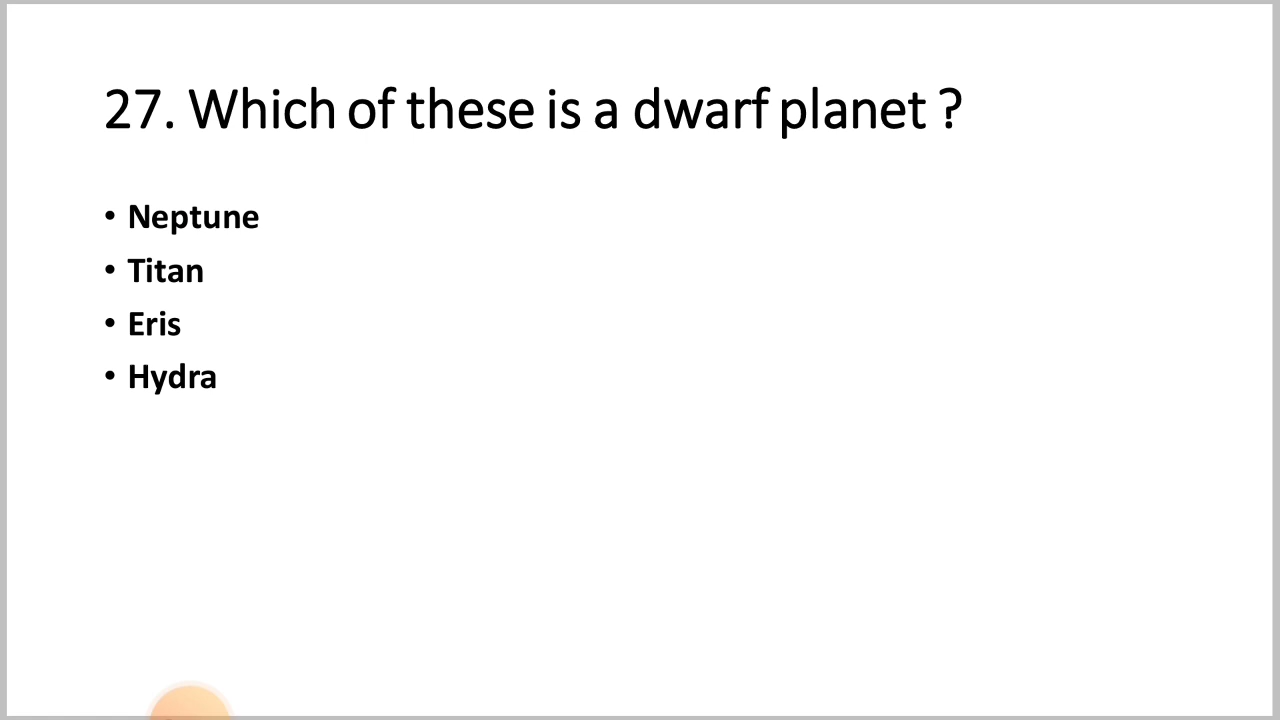 27. Which of these is a dwarf planet ?
• Neptune
• Titan
• Eris
• Hydra